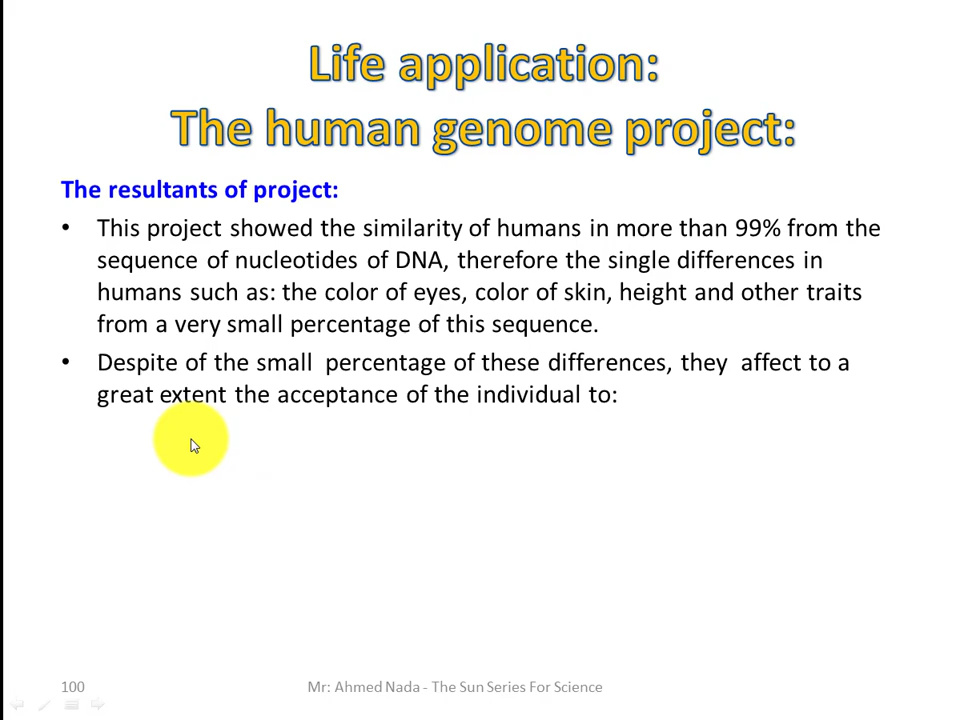 Life application:
The human genome project:
The resultants of project:
• This project showed the similarity of humans in more than 99% from the
sequence of nucleotides of DNA, therefore the single differences in
humans such as: the color of eyes, color of skin, height and other traits
from a very small percentage of this sequence.
• Despite of the small percentage of these differences, they affect to a
great extent the acceptance of the individual to:
100
Mr: Ahmed Nada - The Sun Series For Science